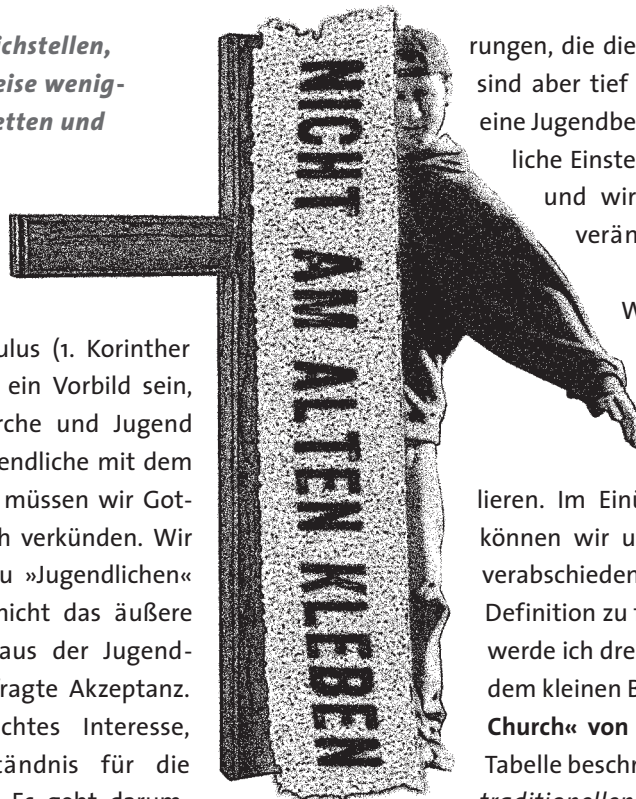 ichstellen,
eise wenig-
etten und
ulus (1. Korinther
ein Vorbild sein,
rche und Jugend
endliche mit dem
müssen wir Got-
h verkünden. Wir
u »Jugendlichen«
nicht das äußere
aus der Jugend-
ragte Akzeptanz.
chtes Interesse,
tändnis für die
Es geht darum
NICHT AM ALTEN KLEBEN
rungen, die die
sind aber tief
eine Jugendbe
liche Einste
und wir
verän
W
lieren. Im Einü
können wir u
verabschieden
Definition zu
werde ich dre
dem kleinen B
Church« von
Tabelle beschr
traditionellen